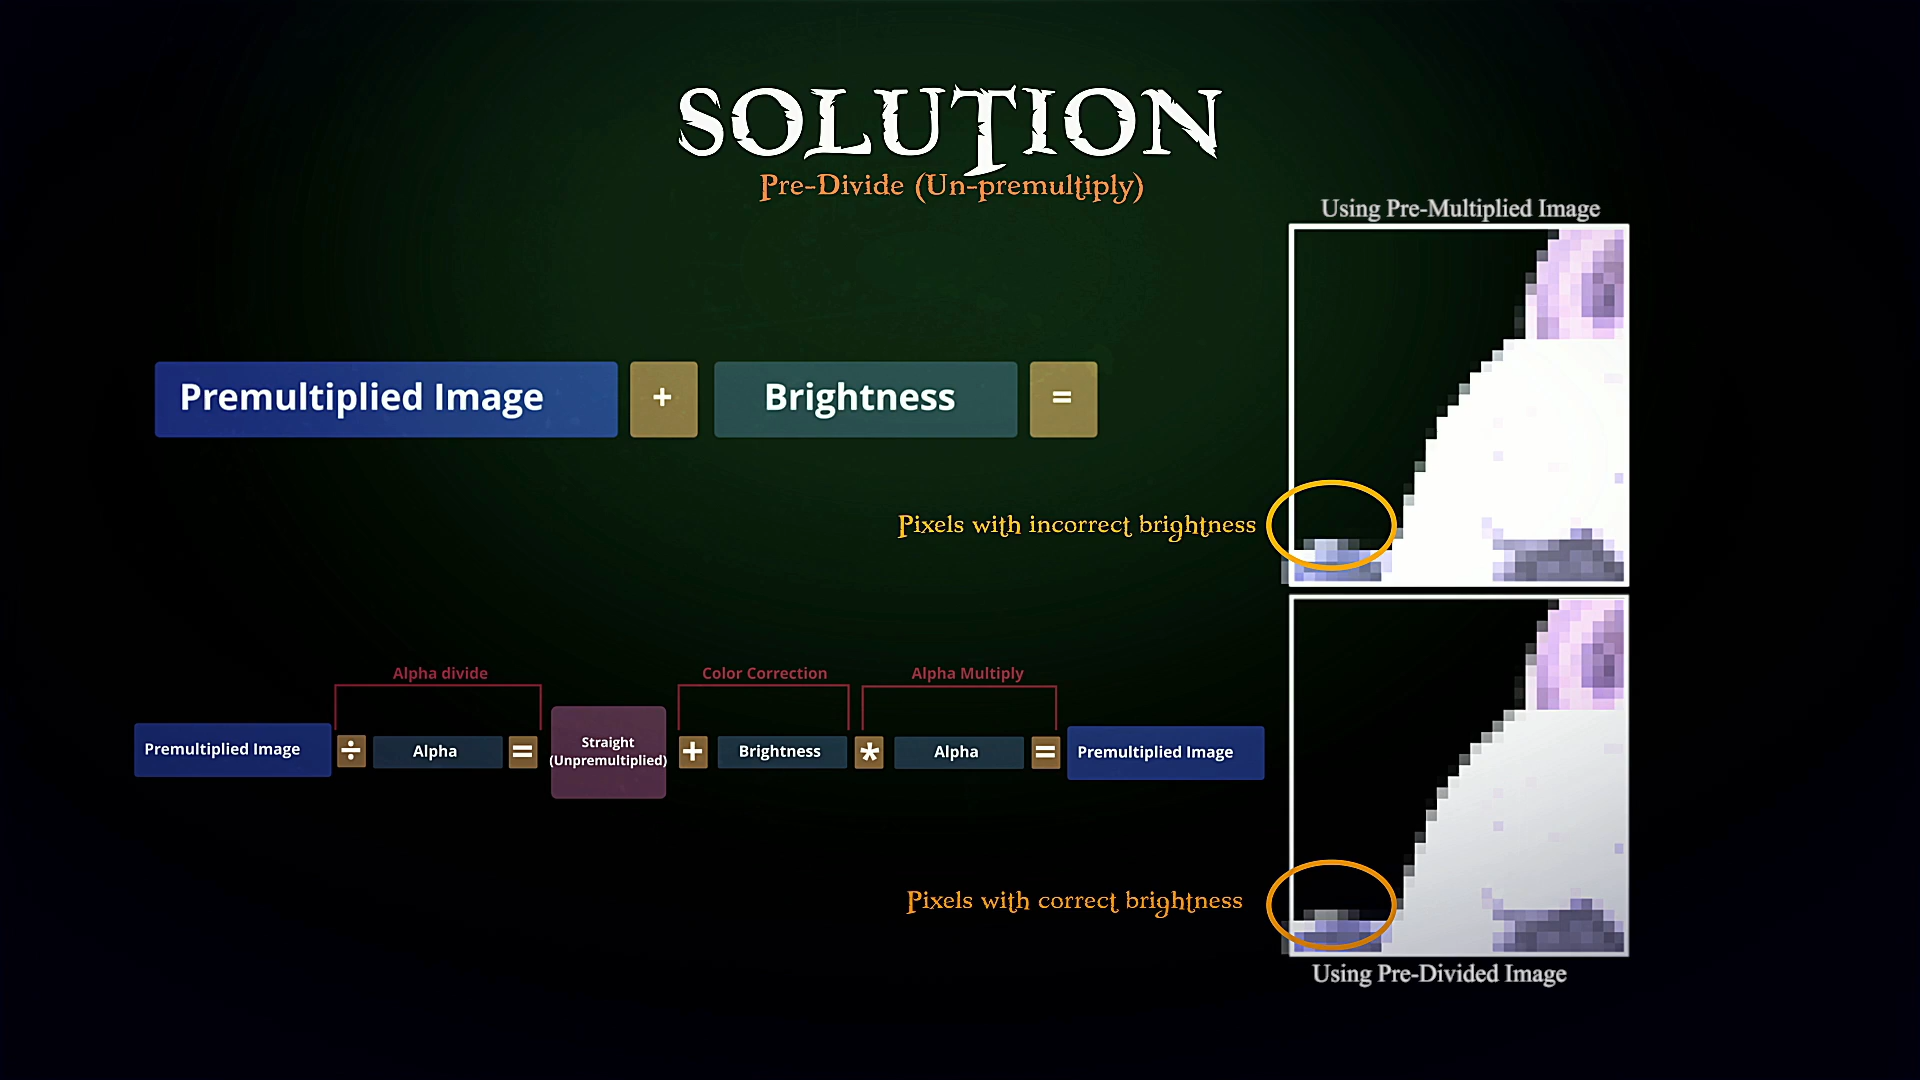 SOLUTION
Pre-Divide (Un-premultiply)
Using Pre-Multiplied Image
Premultiplied Image + Brightness =
Pixels with incorrect brightness
Alpha divide Color Correction Alpha Multiply
Premultiplied Image ÷ Alpha = Straight (Unpremultiplied) + Brightness * Alpha = Premultiplied Image
Pixels with correct brightness
Using Pre-Divided Image